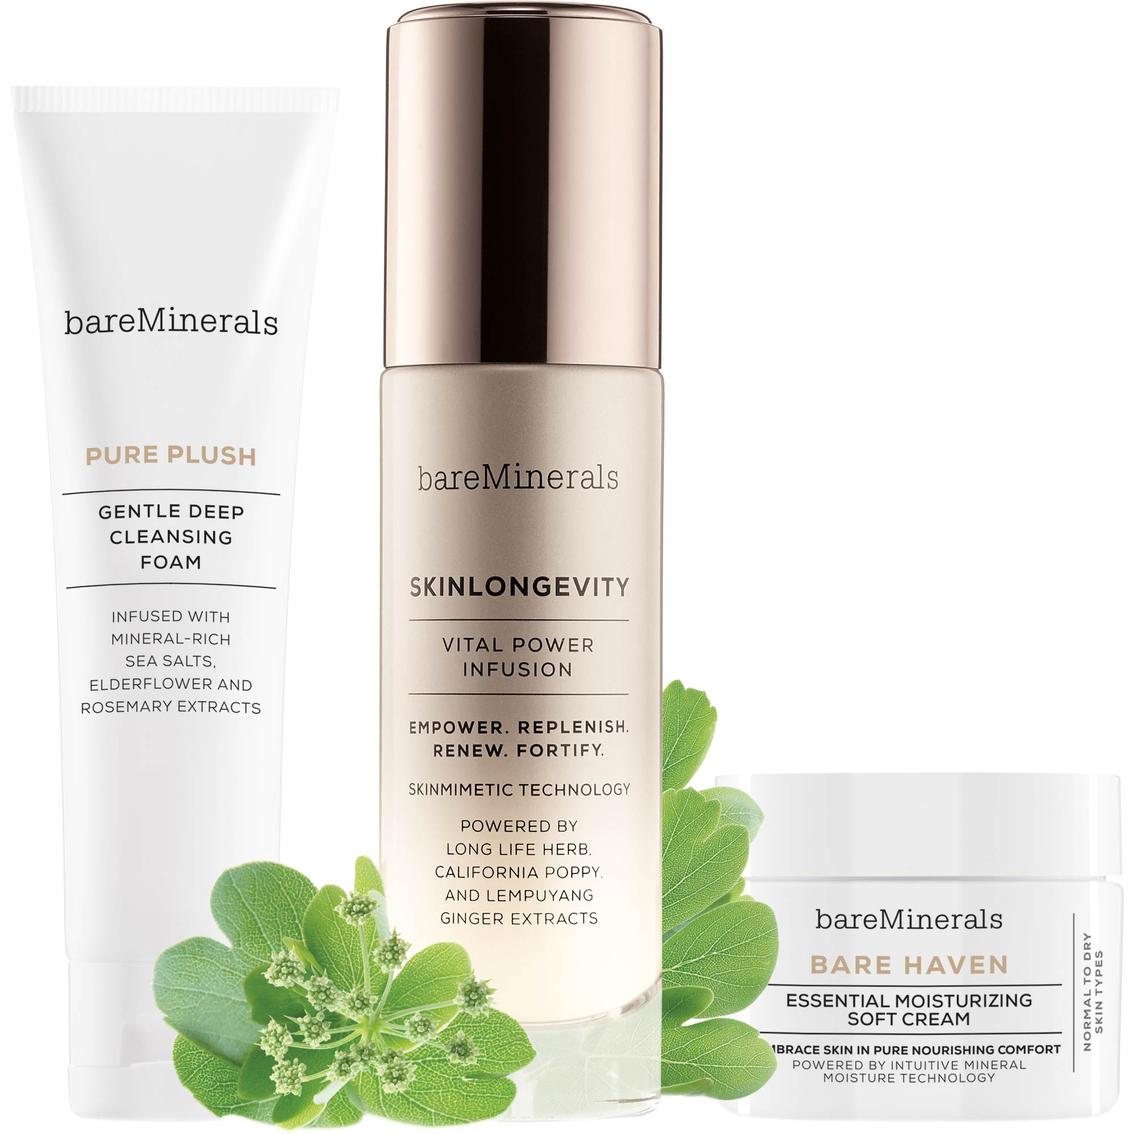 bareMinerals
PURE PLUSH
GENTLE DEEP
CLEANSING
FOAM
INFUSED WITH
MINERAL-RICH
SEA SALTS,
ELDERFLOWER AND
ROSEMARY EXTRACTS
bareMinerals
SKINLONGEVITY
VITAL POWER
INFUSION
EMPOWER. REPLENISH.
RENEW. FORTIFY.
SKINMIMETIC TECHNOLOGY
POWERED BY
LONG LIFE HERB,
CALIFORNIA POPPY,
AND LEMPUYANG
GINGER EXTRACTS
bareMinerals
BARE HAVEN
ESSENTIAL MOISTURIZING
SOFT CREAM
MBRACE SKIN IN PURE NOURISHING COMFORT
POWERED BY INTUITIVE MINERAL
MOISTURE TECHNOLOGY
NORMAL TO DRY
SKIN TYPES